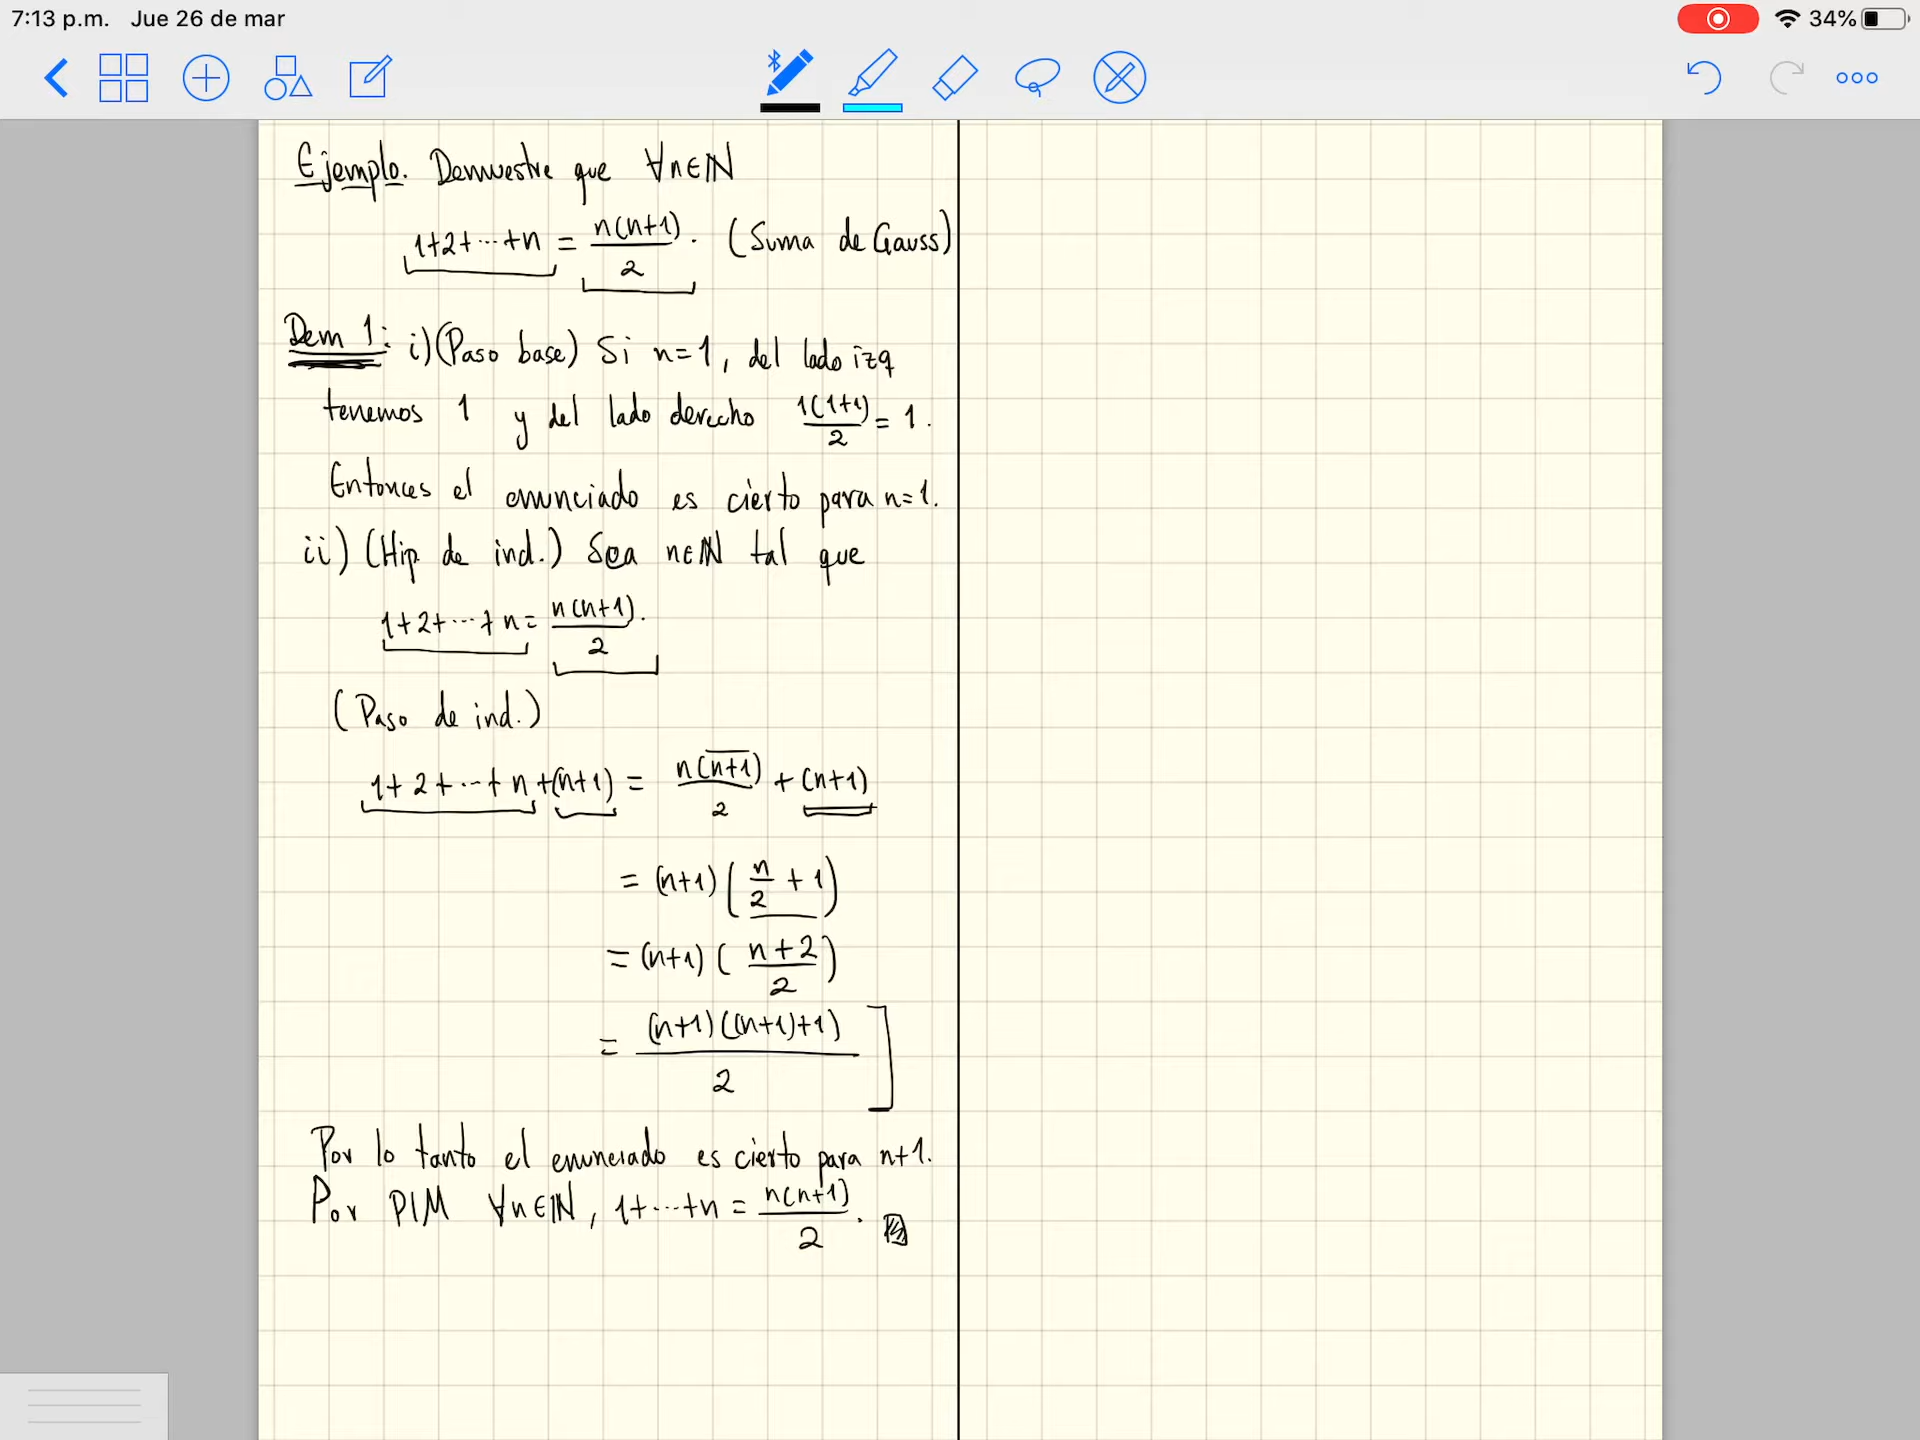 7:13 p.m. Jue 26 de mar 34%
Ejemplo. Demuestre que ∀n∈ℕ
1+2+···+n = n(n+1)/2. (Suma de Gauss)
Dem 1: i)(Paso base) Si n=1, del lado izq
tenemos 1 y del lado derecho 1(1+1)/2 = 1.
Entonces el enunciado es cierto para n=1.
ii) (Hip. de ind.) Sea n∈ℕ tal que
1+2+···+n = n(n+1)/2.
(Paso de ind.)
1+2+···+n+(n+1) = n(n+1)/2 + (n+1)
= (n+1)(n/2 + 1)
= (n+1)(n+2/2)
= (n+1)((n+1)+1)/2
Por lo tanto el enunciado es cierto para n+1.
Por PIM ∀n∈ℕ, 1+···+n = n(n+1)/2.